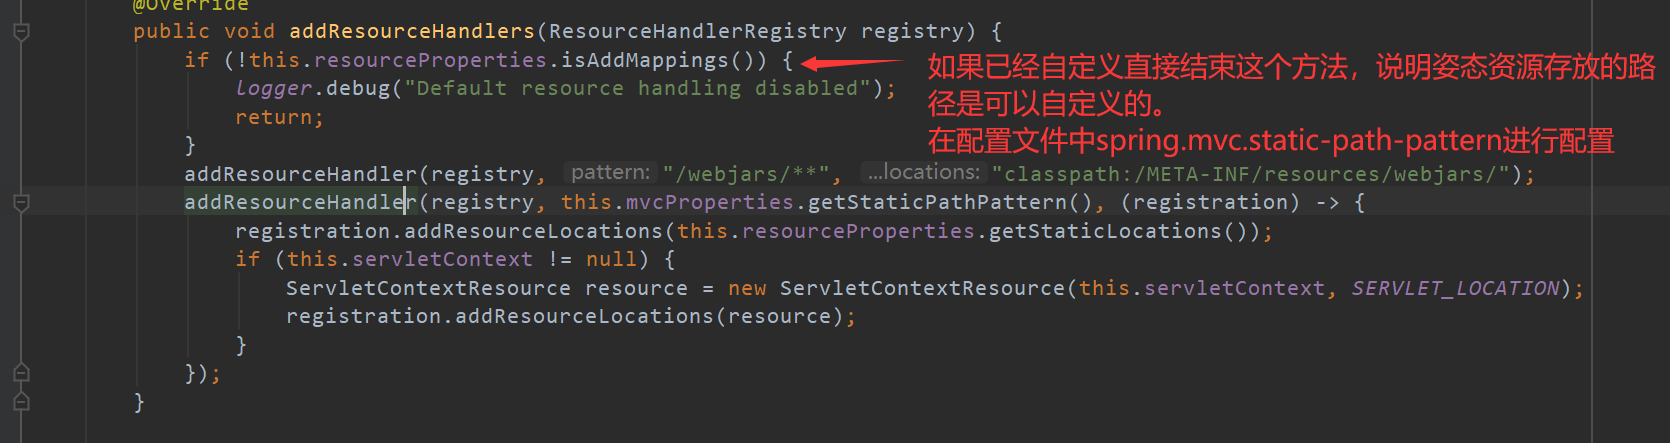 @Override
public void addResourceHandlers(ResourceHandlerRegistry registry) {
if (!this.resourceProperties.isAddMappings()) {
如果已经自定义直接结束这个方法，说明姿态资源存放的路
径是可以自定义的。
在配置文件中spring.mvc.static-path-pattern进行配置
logger.debug("Default resource handling disabled");
return;
}
addResourceHandler(registry, pattern: "/webjars/**", ...locations: "classpath:/META-INF/resources/webjars/");
addResourceHandler(registry, this.mvcProperties.getStaticPathPattern(), (registration) -> {
registration.addResourceLocations(this.resourceProperties.getStaticLocations());
if (this.servletContext != null) {
ServletContextResource resource = new ServletContextResource(this.servletContext, SERVLET_LOCATION);
registration.addResourceLocations(resource);
}
});
}